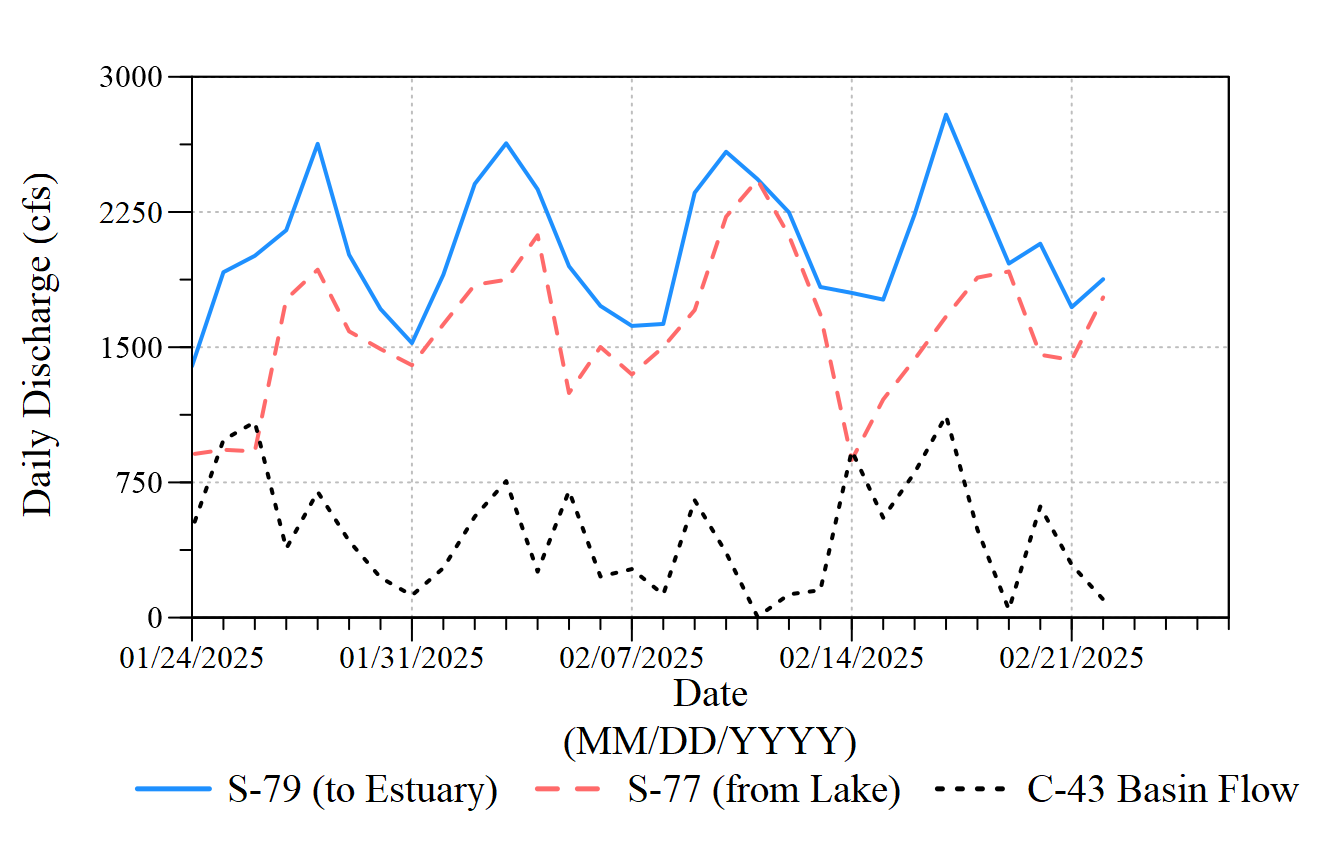 Daily Discharge (cfs)
3000
2250
1500
750
0
01/24/2025 01/31/2025 02/07/2025 02/14/2025 02/21/2025
Date
(MM/DD/YYYY)
S-79 (to Estuary) S-77 (from Lake) C-43 Basin Flow